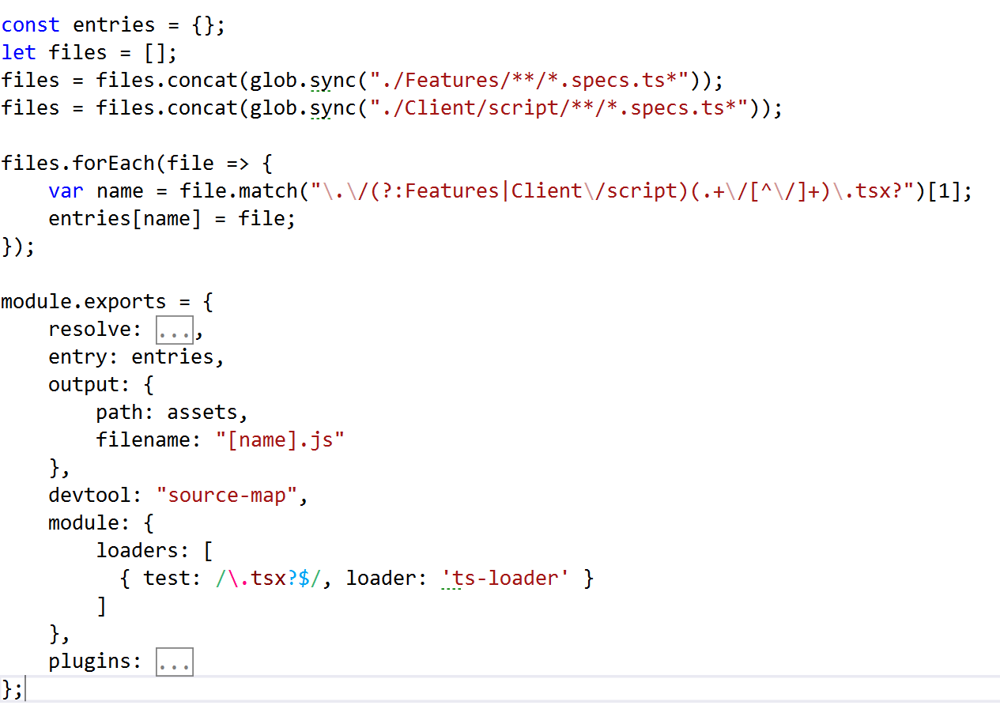 const entries = {};
let files = [];
files = files.concat(glob.sync("./Features/**/*.specs.ts*"));
files = files.concat(glob.sync("./Client/script/**/*.specs.ts*"));

files.forEach(file => {
    var name = file.match("\.\/(?:Features|Client\/script)(.+\/[^\/]+)\.tsx?")[1];
    entries[name] = file;
});

module.exports = {
    resolve: ...,
    entry: entries,
    output: {
        path: assets,
        filename: "[name].js"
    },
    devtool: "source-map",
    module: {
        loaders: [
          { test: /\.tsx?$/, loader: 'ts-loader' }
        ]
    },
    plugins: ...
};